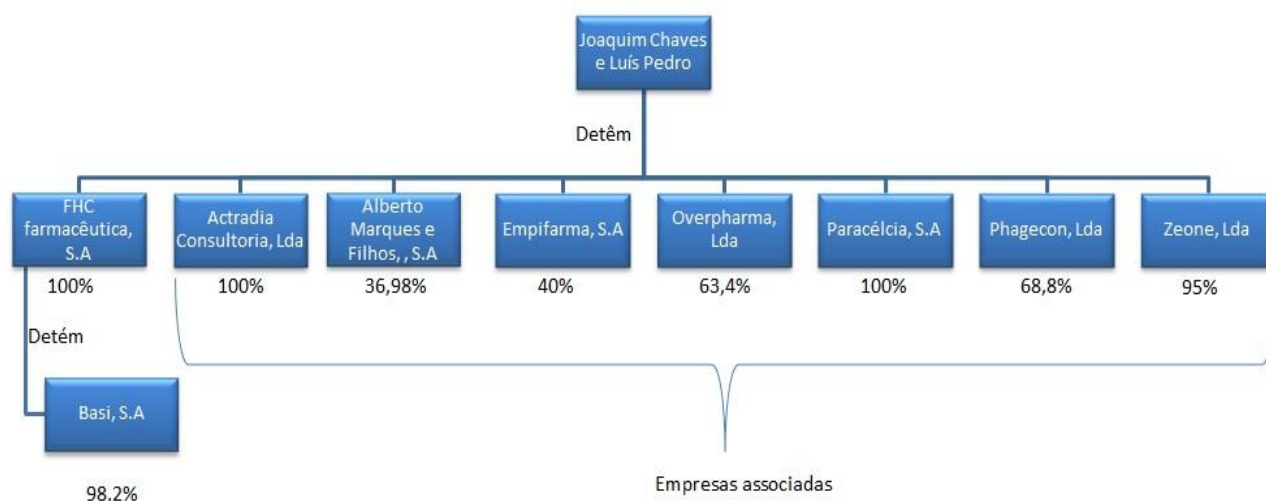 Joaquim Chaves
e Luís Pedro
Detêm
FHC
farmacêutica,
S.A
Actradia
Consultoria, Lda
Alberto
Marques e
Filhos, , S.A
Empifarma, S.A
Overpharma,
Lda
Paracélcia, S.A
Phagecon, Lda
Zeone, Lda
100%
100%
36,98%
40%
63,4%
100%
68,8%
95%
Detém
Basi, S.A
98.2%
Empresas associadas